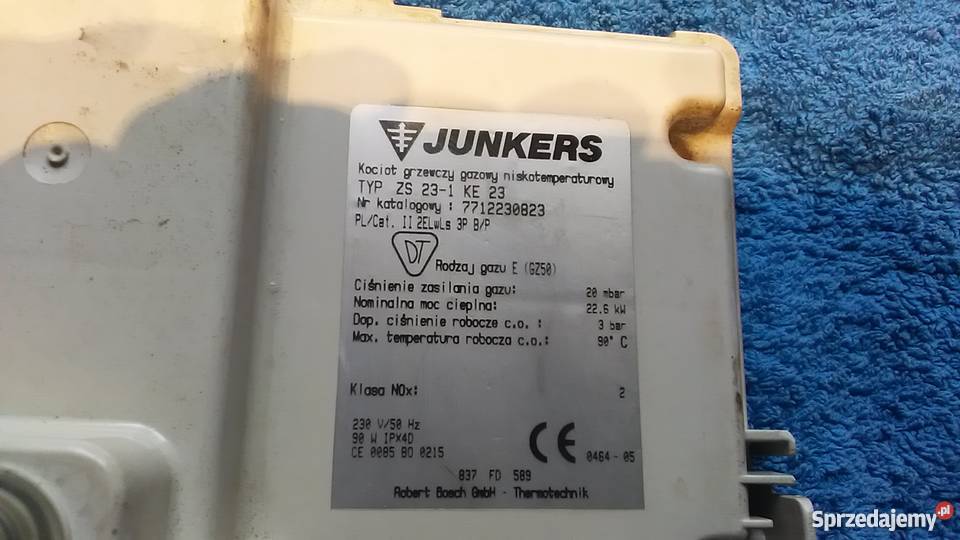 JUNKERS
Kocioł grzewczy gazowy niskotemperaturowy
TYP ZS 23-1 KE 23
Nr katalogowy : 7712230823
PL/Cat. II 2ELwLs 3P B/P
DT
Rodzaj gazu E (GZ50)
Ciśnienie zasilania gazu: 20 mbar
Nominalna moc cieplna: 22.6 kW
Dop. ciśnienie robocze c.o. : 3 bar
Max. temperatura robocza c.o.: 90° C
Klasa NOx: 2
230 V/50 Hz
90 W IPX4D
CE 0085 BO 0215
CE 0464-05
837 FD 589
Robert Bosch GmbH - Thermotechnik
Sprzedajemy.pl